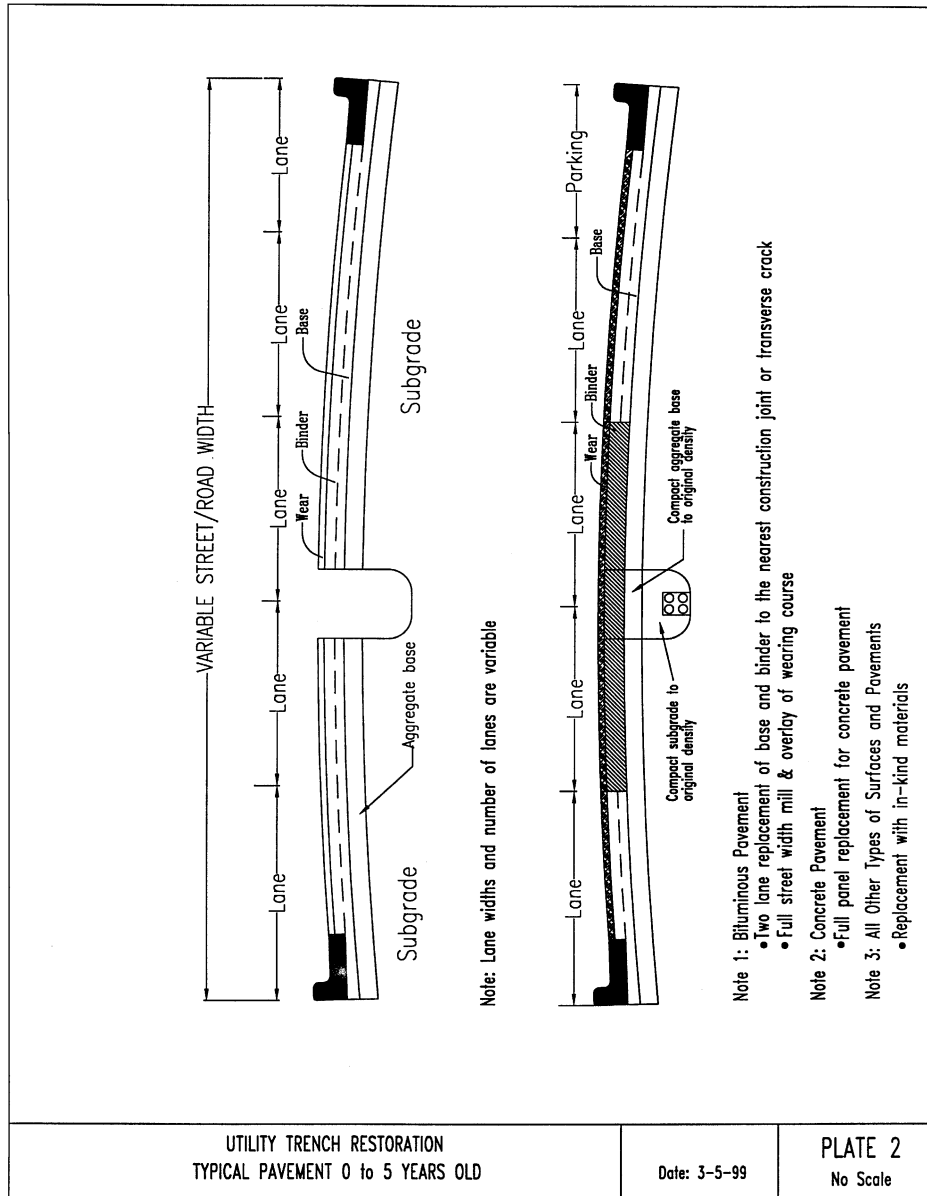 VARIABLE STREET/ROAD WIDTH
Lane
Lane
Lane
Lane
Lane
Wear
Binder
Base
Subgrade
Aggregate base
Subgrade
Note: Lane widths and number of lanes are variable
Lane
Lane
Lane
Lane
Parking
Wear
Binder
Base
Compact subgrade to
original density
Compact aggregate base
to original density
Note 1: Bituminous Pavement
•Two lane replacement of base and binder to the nearest construction joint or transverse crack
•Full street width mill & overlay of wearing course
Note 2: Concrete Pavement
•Full panel replacement for concrete pavement
Note 3: All Other Types of Surfaces and Pavements
•Replacement with in-kind materials
UTILITY TRENCH RESTORATION
TYPICAL PAVEMENT 0 to 5 YEARS OLD
Date: 3-5-99
PLATE 2
No Scale